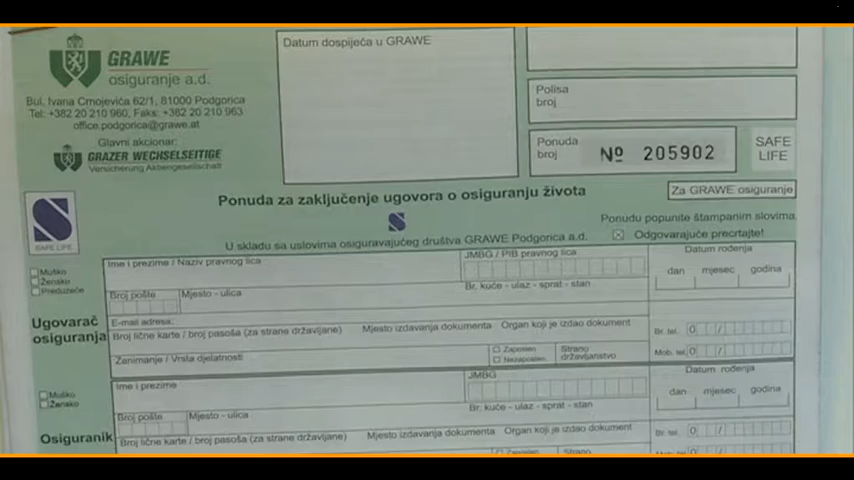 GRAWE
osiguranje a.d.
Bul. Ivana Crnojevića 62/1, 81000 Podgorica
Tel: +382 20 210 960, Faks: +382 20 210 963
office.podgorica@grawe.at
Glavni akcionar:
GRAZER WECHSELSEITIGE
Versicherung Aktiengesellschaft
Datum dospijeća u GRAWE
Polisa
broj
Ponuda
broj
Nº 205902
SAFE
LIFE
Ponuda za zaključenje ugovora o osiguranju života
Za GRAWE osiguranje
S
SAFE LIFE
S
U skladu sa uslovima osiguravajućeg društva GRAWE Podgorica a.d.
Ponudu popunite štampanim slovima.
Odgovarajuće precrtajte!
Muško
Žensko
Preduzeće
Ugovarač
osiguranja
Ime i prezime / Naziv pravnog lica
JMBG / PIB pravnog lica
Datum rođenja
dan mjesec godina
Broj pošte Mjesto - ulica
Br. kuće - ulaz - sprat - stan
E-mail adresa:
Broj lične karte / broj pasoša (za strane državljane) Mjesto izdavanja dokumenta Organ koji je izdao dokument
Br. tel. 0 /
Zanimanje / Vrsta djelatnosti
Zaposlen
Nezaposlen
Strano
državljanstvo
Mob. tel. 0 /
Muško
Žensko
Osiguranik
Ime i prezime
JMBG
Datum rođenja
dan mjesec godina
Broj pošte Mjesto - ulica
Br. kuće - ulaz - sprat - stan
Broj lične karte / broj pasoša (za strane državljane) Mjesto izdavanja dokumenta Organ koji je izdao dokument
Br. tel. 0 /
Zaposlen
Strano